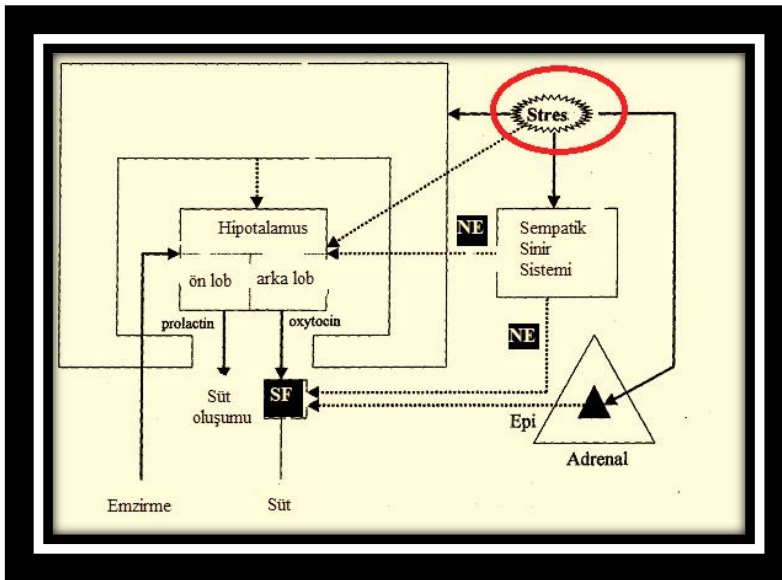 Stres
Hipotalamus
NE
Sempatik
Sinir
Sistemi
ön lob
arka lob
prolactin
oxytocin
NE
Süt
oluşumu
SF
Epi
Adrenal
Emzirme
Süt